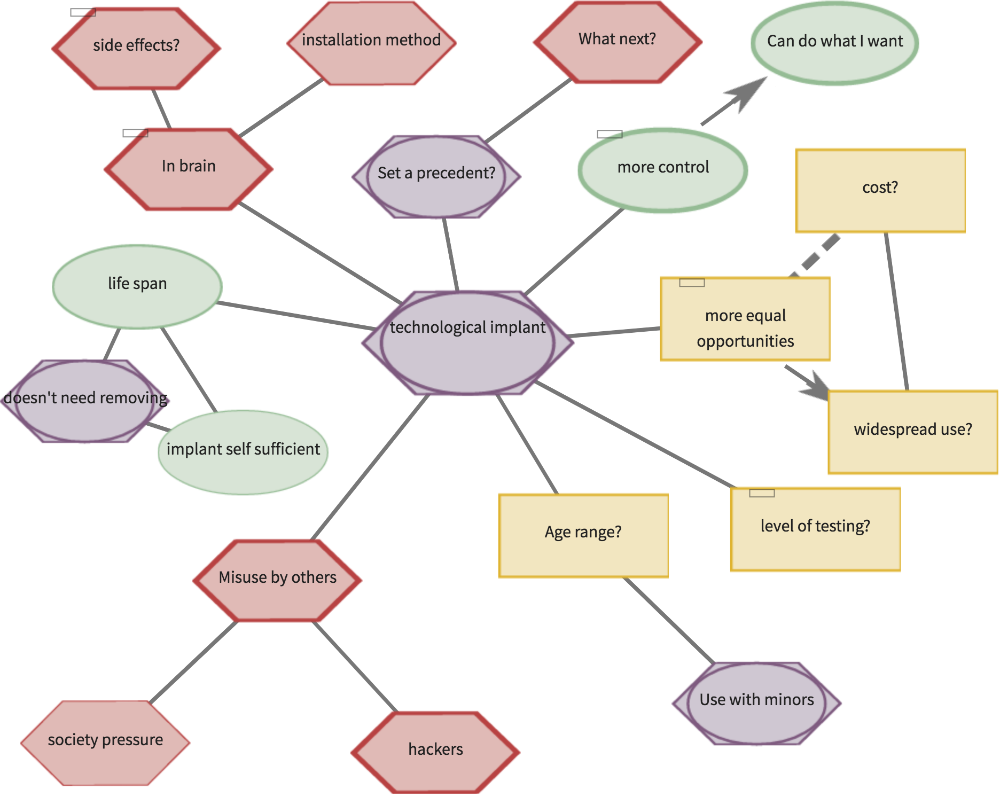 side effects?
installation method
What next?
Can do what I want
In brain
Set a precedent?
more control
cost?
life span
technological implant
more equal
opportunities
doesn't need removing
implant self sufficient
widespread use?
Age range?
level of testing?
Misuse by others
Use with minors
society pressure
hackers